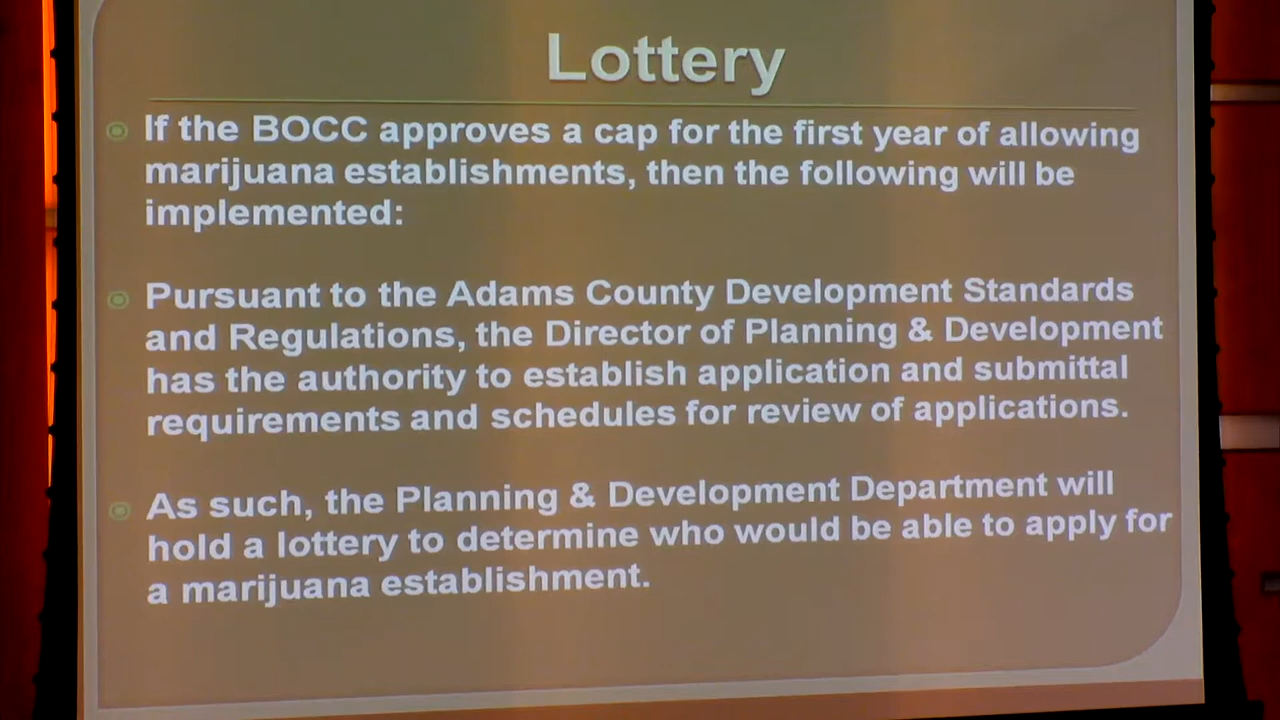 Lottery
If the BOCC approves a cap for the first year of allowing
marijuana establishments, then the following will be
implemented:
Pursuant to the Adams County Development Standards
and Regulations, the Director of Planning & Development
has the authority to establish application and submittal
requirements and schedules for review of applications.
As such, the Planning & Development Department will
hold a lottery to determine who would be able to apply for
a marijuana establishment.